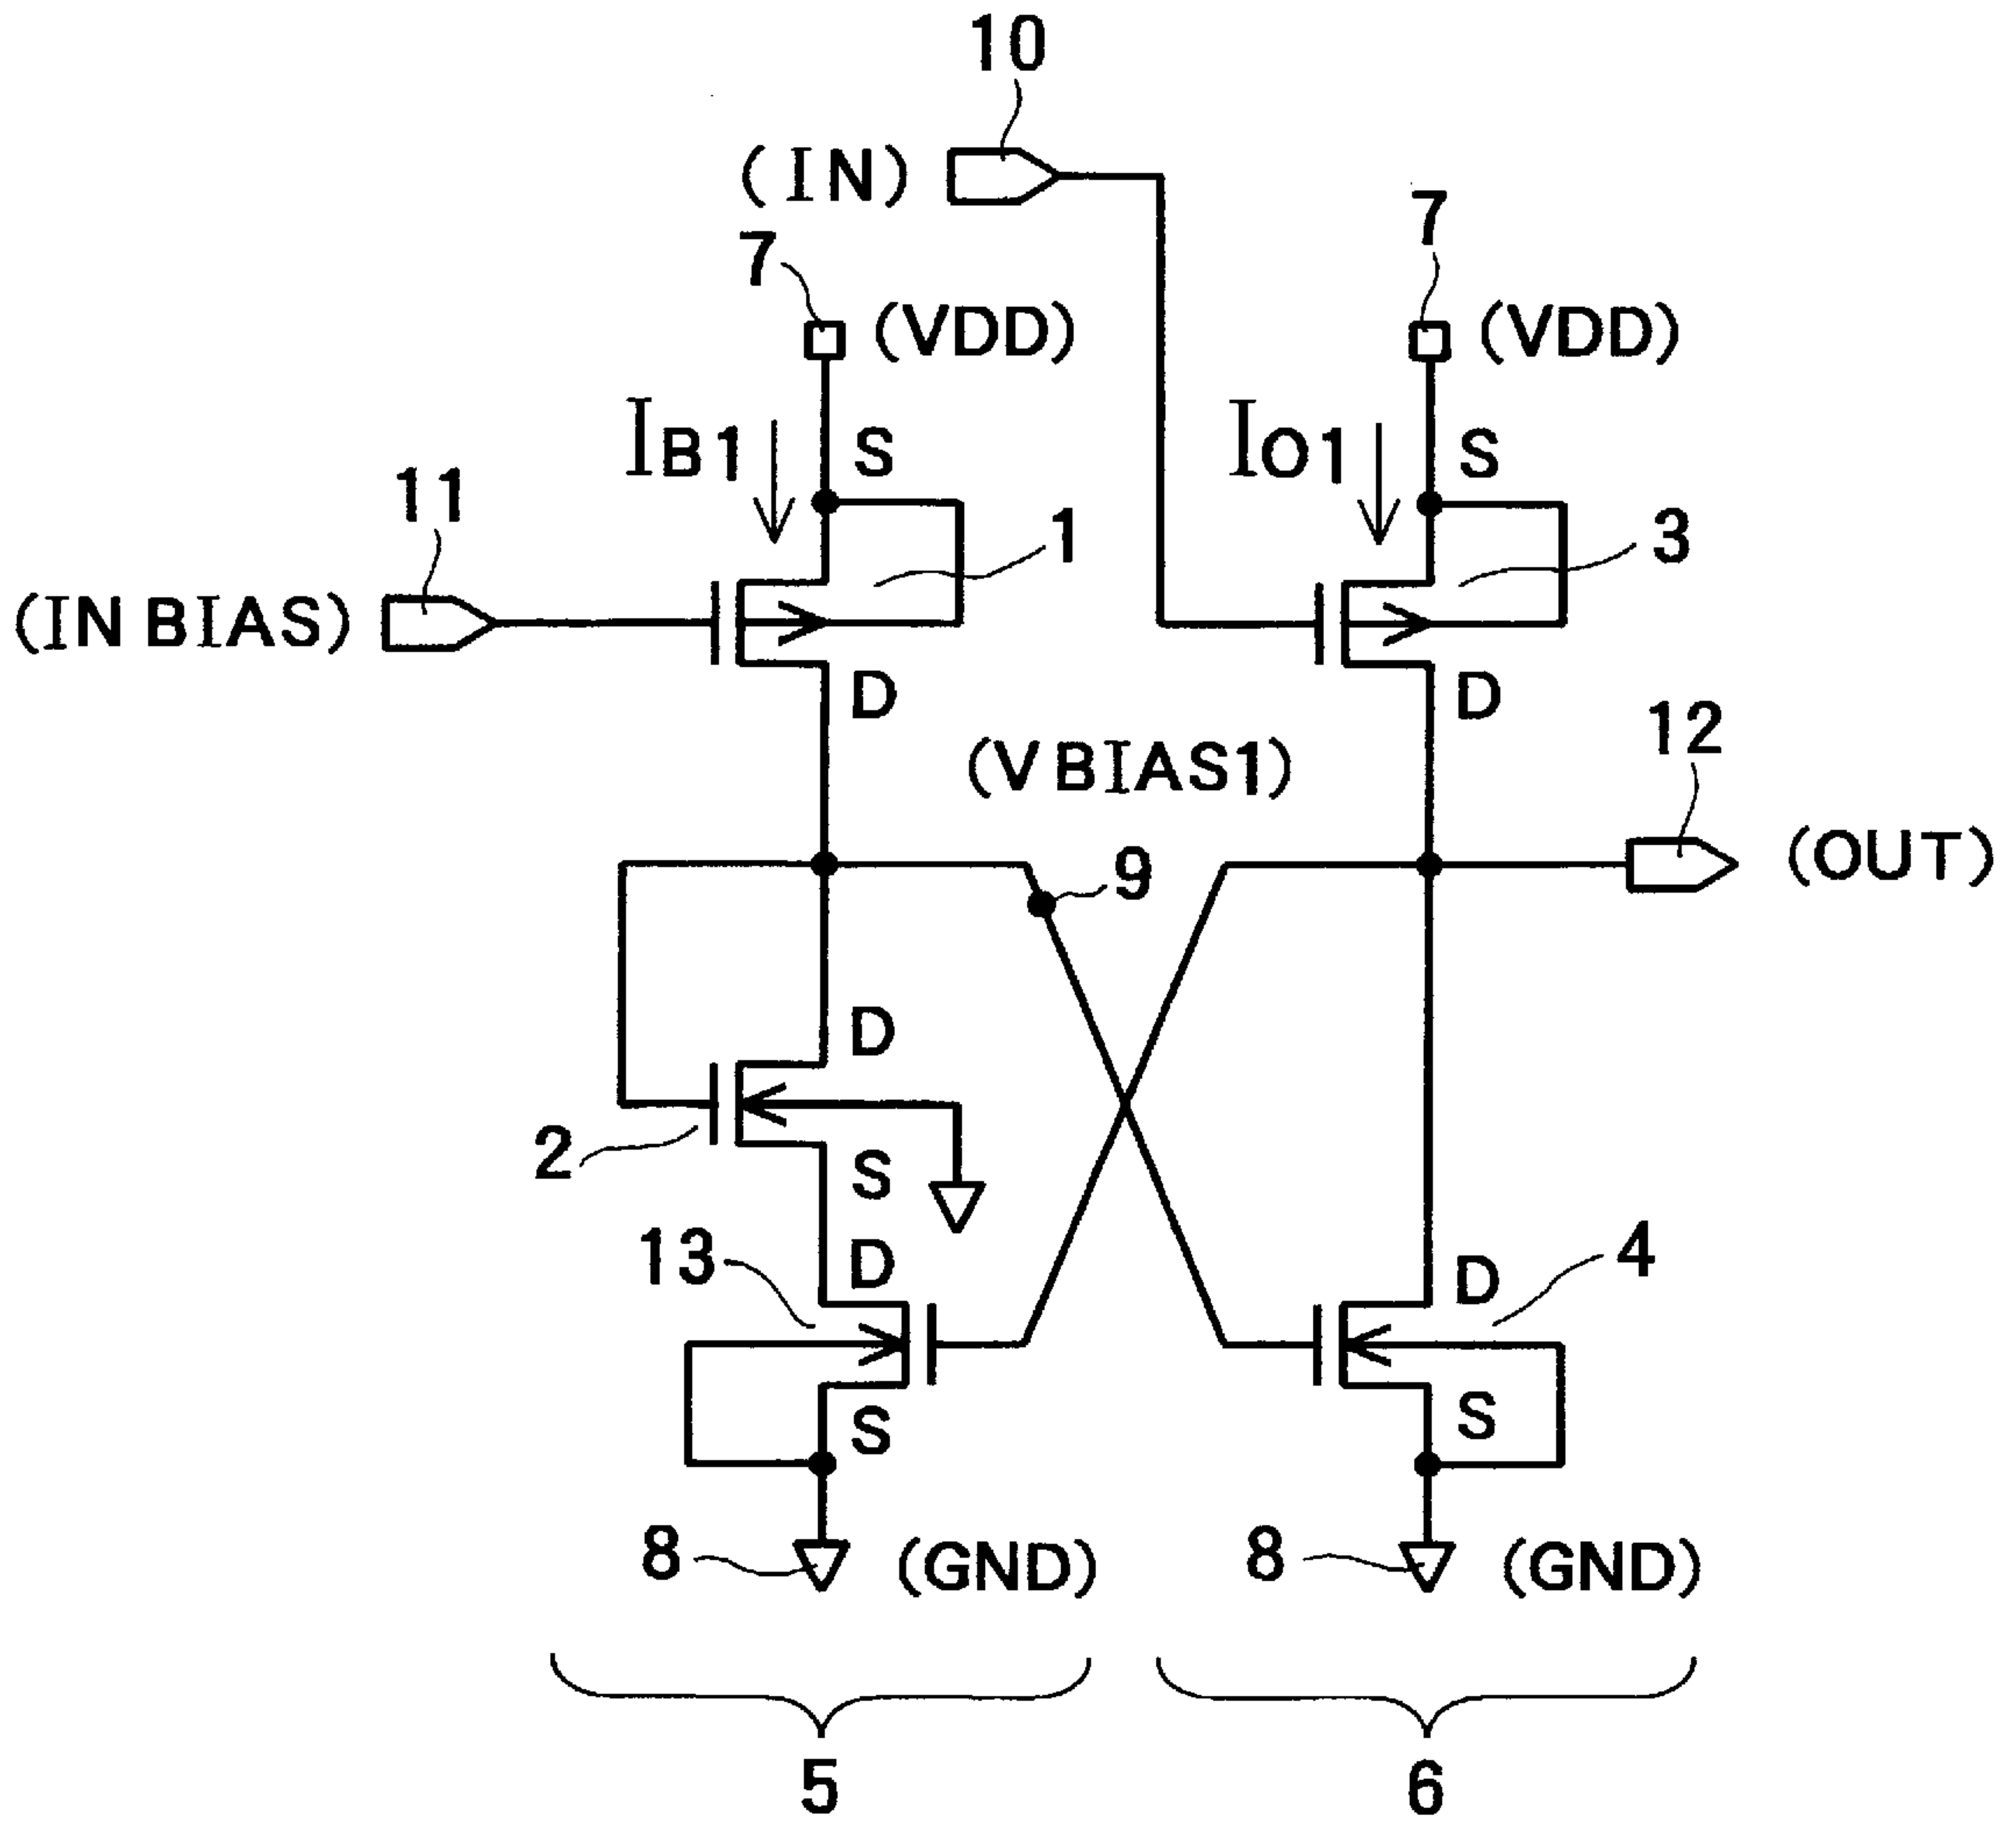 10
(IN)
7
7
(VDD)
(VDD)
IB1
S
IO1
S
11
1
3
(IN BIAS)
D
D
12
(VBIAS1)
9
(OUT)
D
2
S
13
D
D
4
S
S
8
(GND)
8
(GND)
5
6